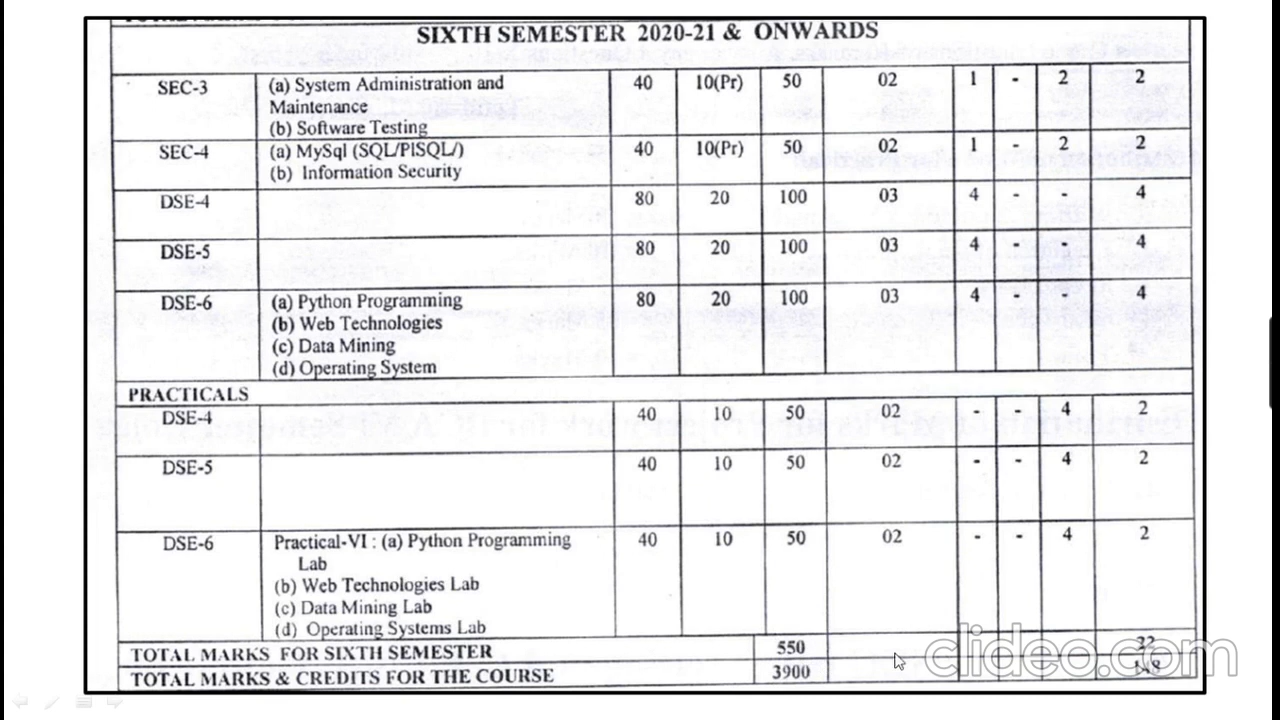 SIXTH SEMESTER 2020-21 & ONWARDS
SEC-3 (a) System Administration and 40 10(Pr) 50 02 1 - 2 2
Maintenance
(b) Software Testing
SEC-4 (a) MySql (SQL/PlSQL/) 40 10(Pr) 50 02 1 - 2 2
(b) Information Security
DSE-4 80 20 100 03 4 - - 4
DSE-5 80 20 100 03 4 - - 4
DSE-6 (a) Python Programming 80 20 100 03 4 - 4
(b) Web Technologies
(c) Data Mining
(d) Operating System
PRACTICALS
DSE-4 40 10 50 02 - - 4 2
DSE-5 40 10 50 02 - - 4 2
DSE-6 Practical-VI : (a) Python Programming 40 10 50 02 - - 4 2
Lab
(b) Web Technologies Lab
(c) Data Mining Lab
(d) Operating Systems Lab
TOTAL MARKS FOR SIXTH SEMESTER 550 32
TOTAL MARKS & CREDITS FOR THE COURSE 3900
clideo.com